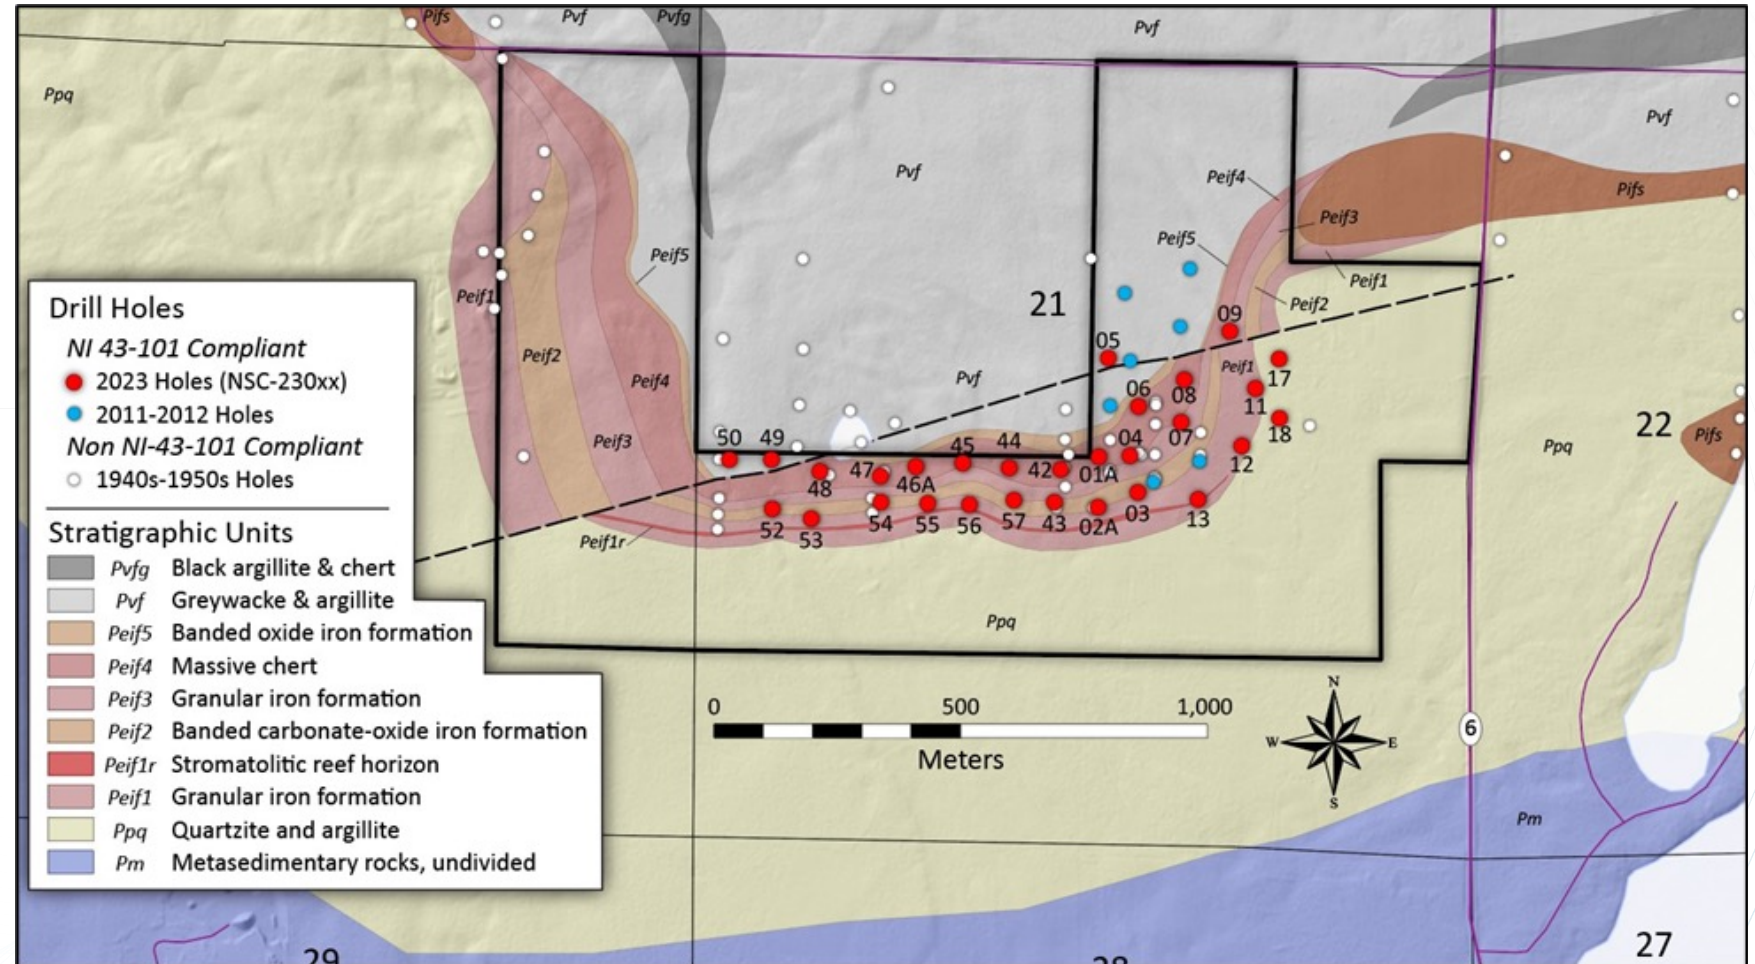 Pifs
Pvf
Pvfg
Pvf
Ppq
Pvf
Pvf
Peif4
Pifs
Peif3
Peif5
Peif5
Peif1
Peif1
Peif2
21
09
05
Peif2
Peif4
Pvf
Peif1
17
06
08
11
22
Pifs
Peif3
50
49
45
44
04
07
18
Ppq
47
46A
42
01A
12
48
52
53
54
55
56
57
43
02A
03
13
Peif1r
Ppq
Drill Holes
NI 43-101 Compliant
2023 Holes (NSC-230xx)
2011-2012 Holes
Non NI-43-101 Compliant
1940s-1950s Holes
Stratigraphic Units
Pvfg Black argillite & chert
Pvf Greywacke & argillite
Peif5 Banded oxide iron formation
Peif4 Massive chert
Peif3 Granular iron formation
Peif2 Banded carbonate-oxide iron formation
Peif1r Stromatolitic reef horizon
Peif1 Granular iron formation
Ppq Quartzite and argillite
Pm Metasedimentary rocks, undivided
0 500 1,000
Meters
N
W E
S
6
Pm
29
28
27